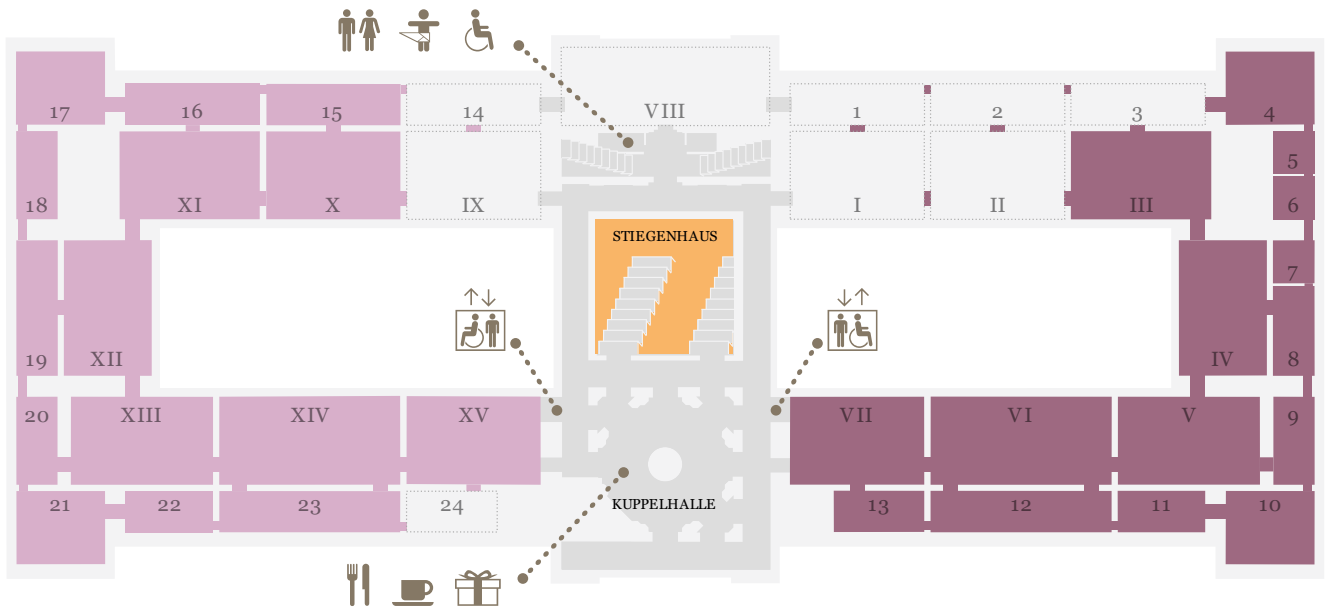 17 16 15 14 VIII 1 2 3 4
5
18 XI X IX I II III 6
STIEGENHAUS
7
19 XII IV 8
20 XIII XIV XV VII VI V 9
21 22 23 24 KUPPELHALLE 13 12 11 10